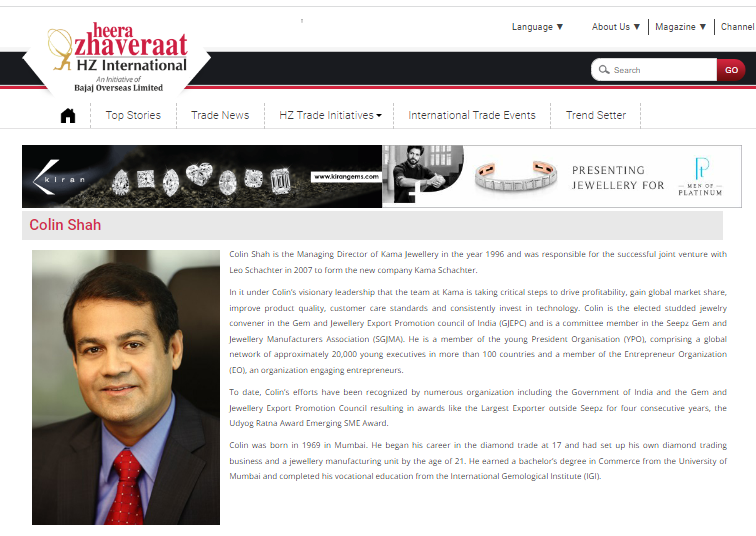 heera
zhaveraat
HZ International
An Initiative of
Bajaj Overseas Limited
Language ▼ About Us ▼ Magazine ▼ Channel
Search GO
Top Stories Trade News HZ Trade Initiatives International Trade Events Trend Setter
kiran
www.kirangems.com
PRESENTING
JEWELLERY FOR
MEN OF
PLATINUM
Colin Shah
Colin Shah is the Managing Director of Kama Jewellery in the year 1996 and was responsible for the successful joint venture with
Leo Schachter in 2007 to form the new company Kama Schachter.
In it under Colin's visionary leadership that the team at Kama is taking critical steps to drive profitability, gain global market share,
improve product quality, customer care standards and consistently invest in technology. Colin is the elected studded jewelry
convener in the Gem and Jewellery Export Promotion council of India (GJEPC) and is a committee member in the Seepz Gem and
Jewellery Manufacturers Association (SGJMA). He is a member of the young President Organisation (YPO), comprising a global
network of approximately 20,000 young executives in more than 100 countries and a member of the Entrepreneur Organization
(EO), an organization engaging entrepreneurs.
To date, Colin's efforts have been recognized by numerous organization including the Government of India and the Gem and
Jewellery Export Promotion Council resulting in awards like the Largest Exporter outside Seepz for four consecutive years, the
Udyog Ratna Award Emerging SME Award.
Colin was born in 1969 in Mumbai. He began his career in the diamond trade at 17 and had set up his own diamond trading
business and a jewellery manufacturing unit by the age of 21. He earned a bachelor's degree in Commerce from the University of
Mumbai and completed his vocational education from the International Gemological Institute (IGI).